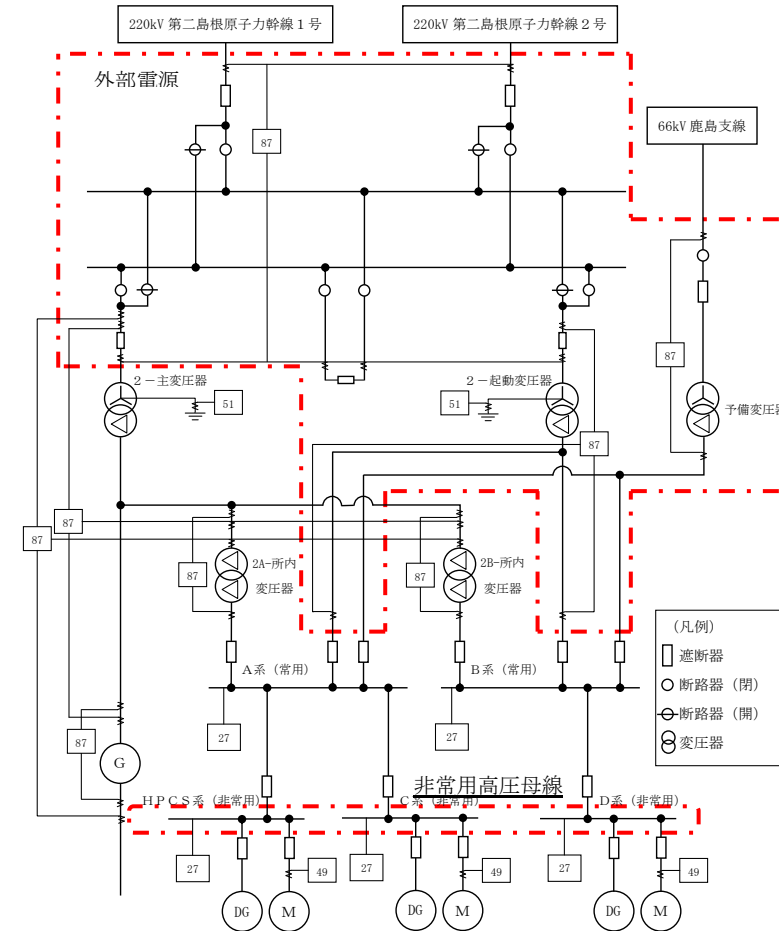 220kV 第二島根原子力幹線１号
220kV 第二島根原子力幹線２号
外部電源
66kV 鹿島支線
87
87
２－主変圧器
51
２－起動変圧器
51
87
予備変圧器
87
87
87
2A-所内
変圧器
87
2B-所内
変圧器
(凡例)
遮断器
断路器（閉）
断路器（開）
変圧器
Ａ系（常用）
Ｂ系（常用）
27
27
87
G
非常用高圧母線
ＨＰＣＳ系（非常用）
Ｃ系（非常用）
Ｄ系（非常用）
27
49
27
49
27
49
DG
M
DG
M
DG
M